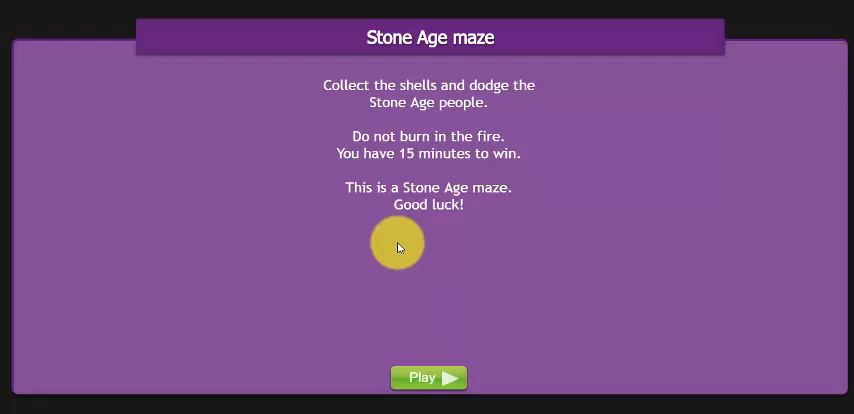 Stone Age maze
Collect the shells and dodge the
Stone Age people.
Do not burn in the fire.
You have 15 minutes to win.
This is a Stone Age maze.
Good luck!
Play